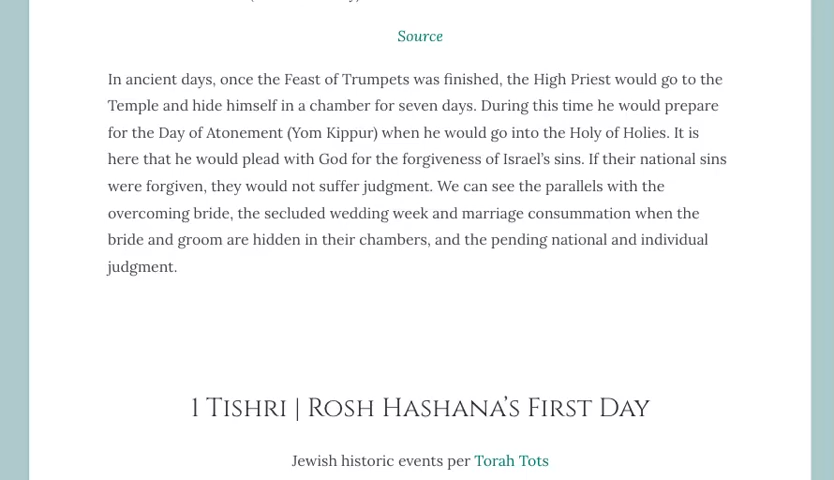 Source
In ancient days, once the Feast of Trumpets was finished, the High Priest would go to the
Temple and hide himself in a chamber for seven days. During this time he would prepare
for the Day of Atonement (Yom Kippur) when he would go into the Holy of Holies. It is
here that he would plead with God for the forgiveness of Israel’s sins. If their national sins
were forgiven, they would not suffer judgment. We can see the parallels with the
overcoming bride, the secluded wedding week and marriage consummation when the
bride and groom are hidden in their chambers, and the pending national and individual
judgment.
1 Tishri | Rosh Hashana’s First Day
Jewish historic events per Torah Tots